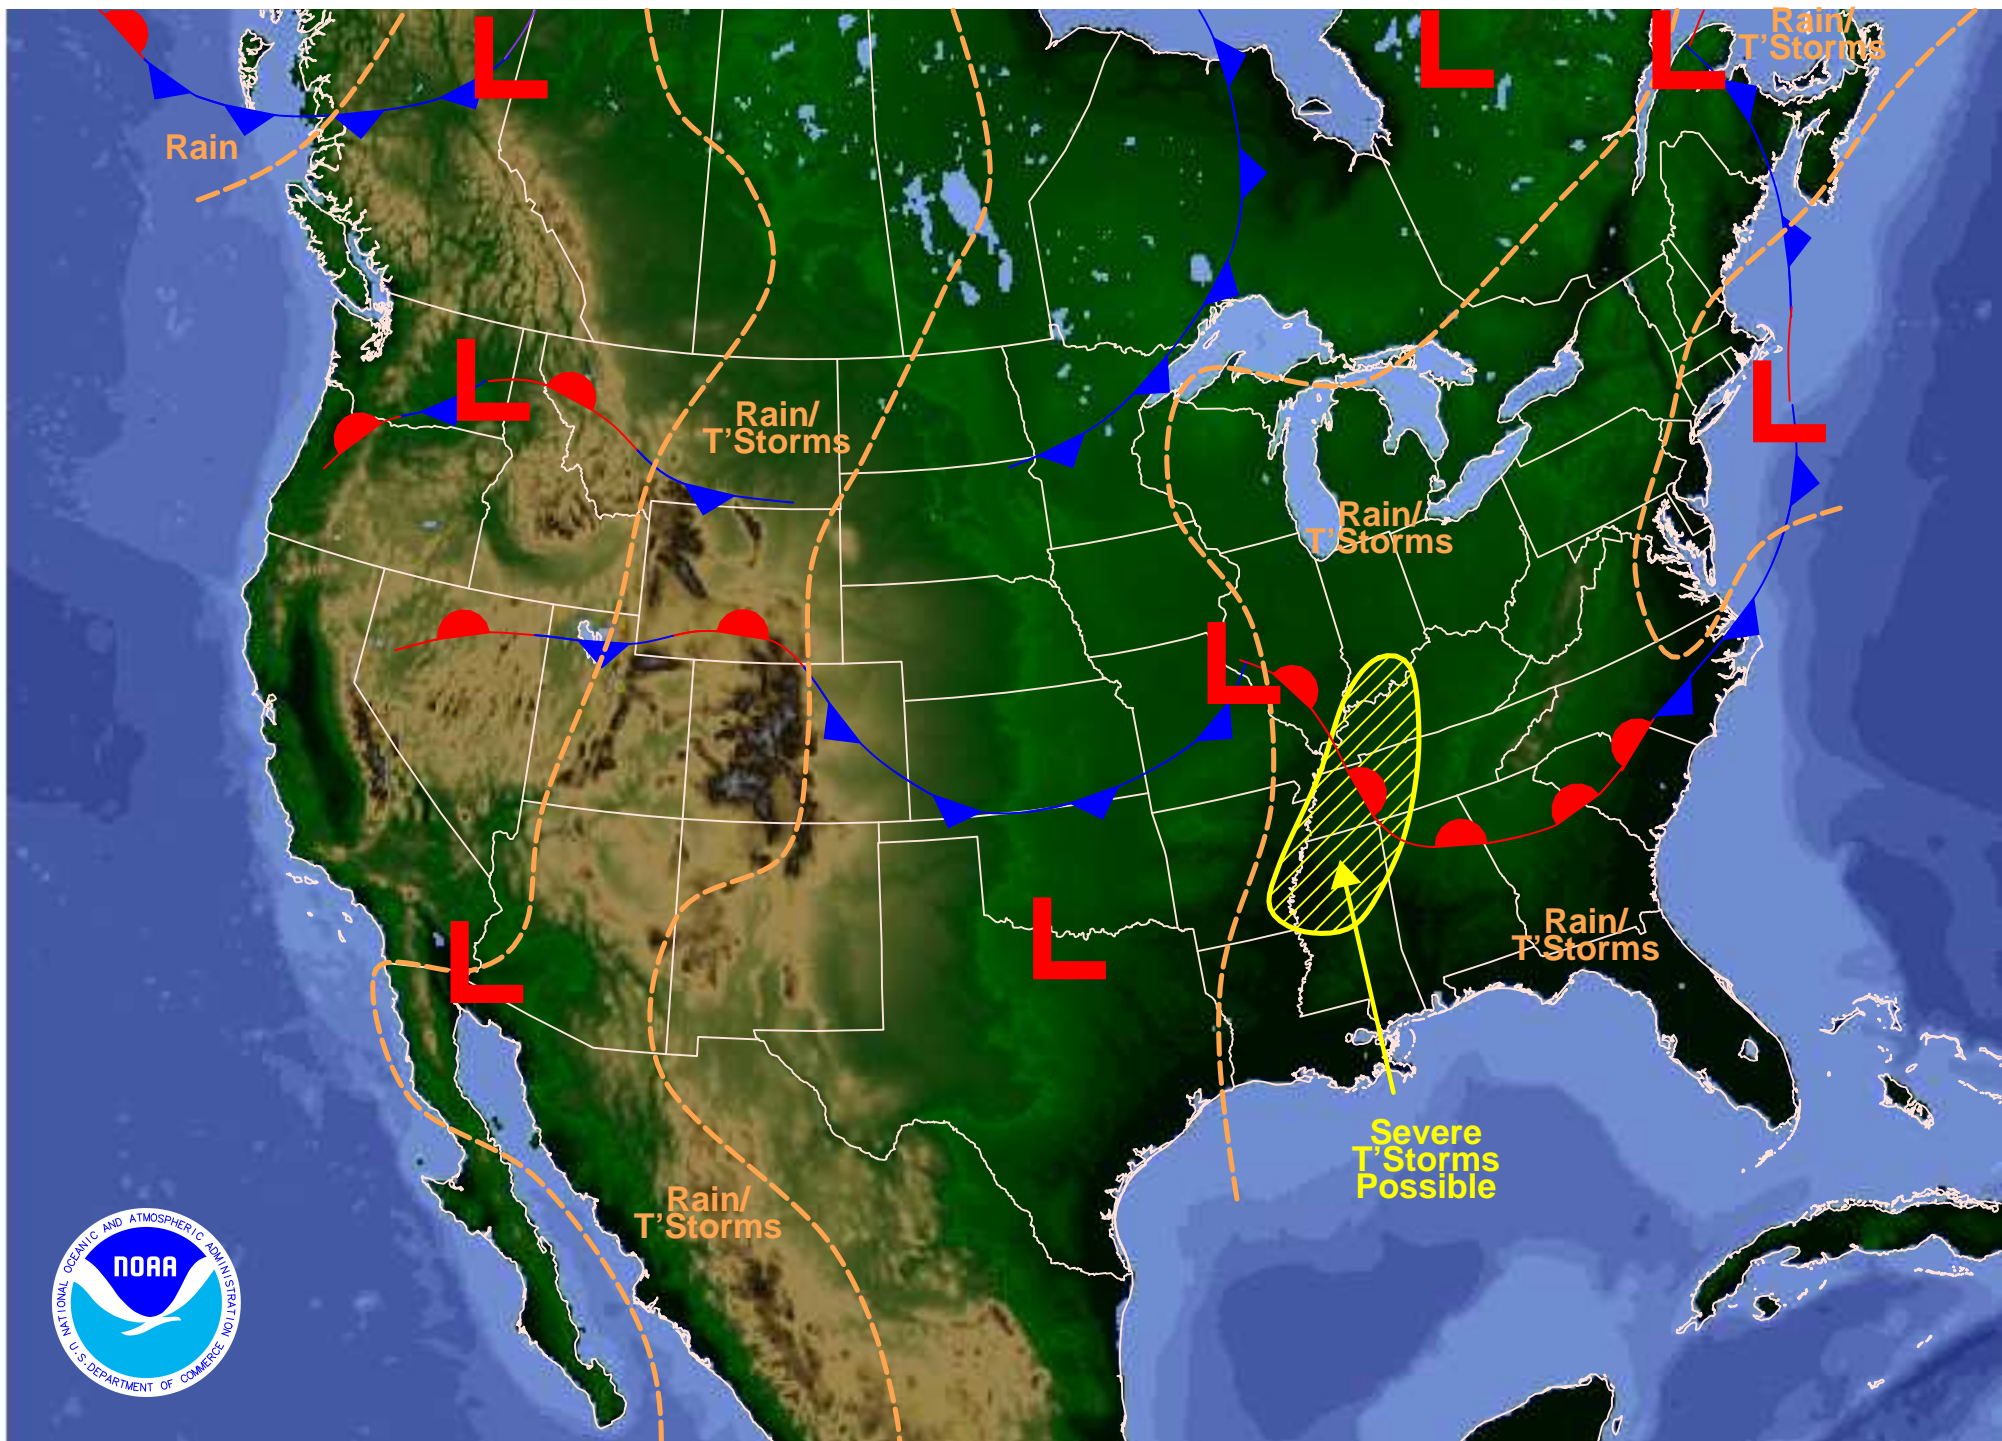 Rain/
T'Storms
L
L
L
Rain
L
L
Rain/
T'Storms
Rain/
T'Storms
L
Rain/
T'Storms
L
L
Severe
T'Storms
Possible
Rain/
T'Storms
NATIONAL OCEANIC AND ATMOSPHERIC ADMINISTRATION
NOAA
U.S. DEPARTMENT OF COMMERCE